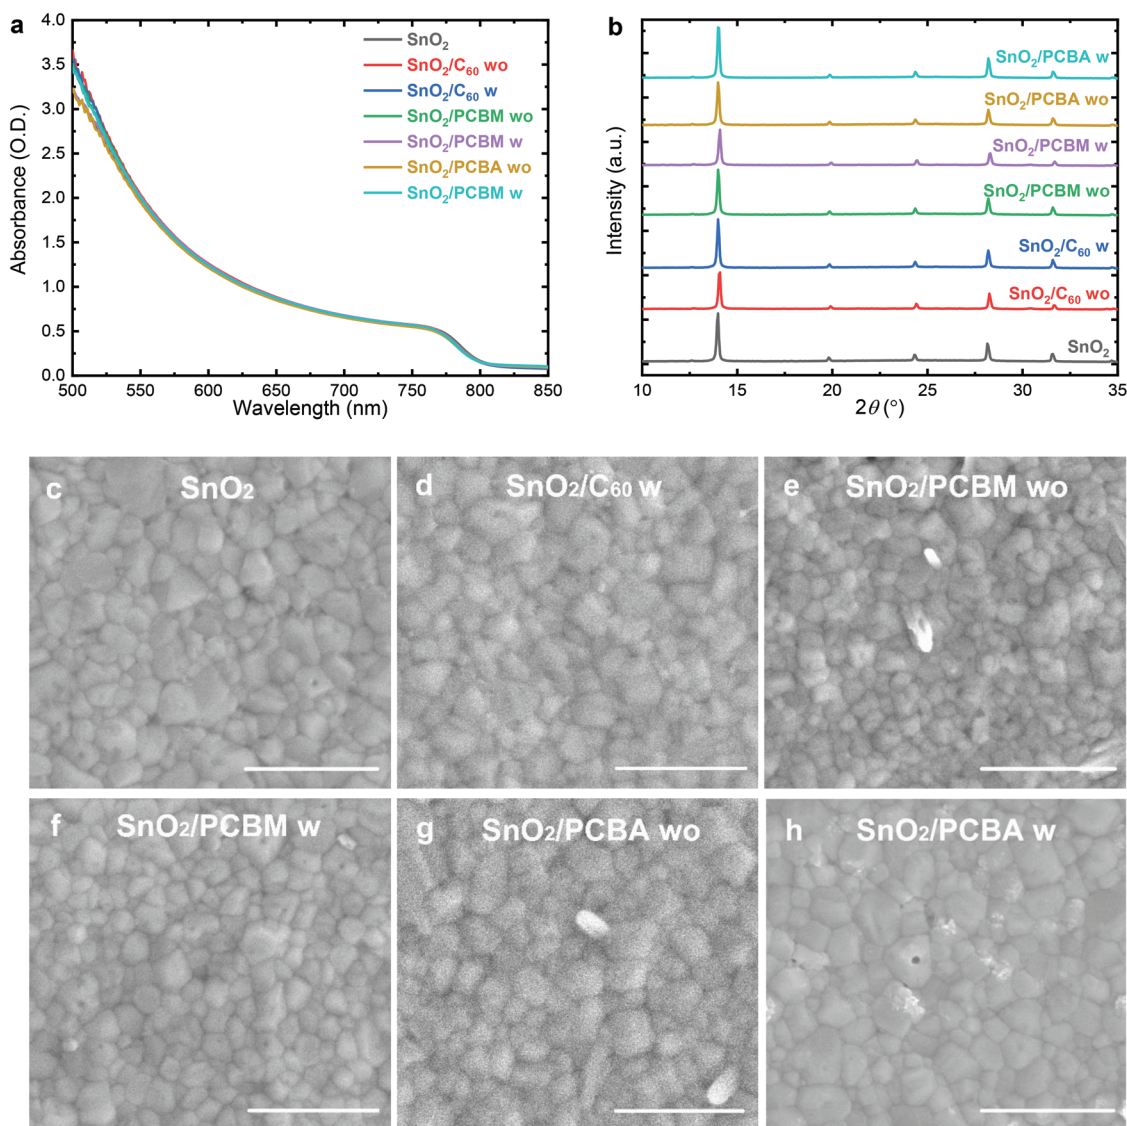 a
4.0
3.5
3.0
2.5
2.0
1.5
1.0
0.5
0.0
Absorbance (O.D.)
500 550 600 650 700 750 800 850
Wavelength (nm)
SnO₂
SnO₂/C₆₀ wo
SnO₂/C₆₀ w
SnO₂/PCBM wo
SnO₂/PCBM w
SnO₂/PCBA wo
SnO₂/PCBM w
b
Intensity (a.u.)
SnO₂/PCBA w
SnO₂/PCBA wo
SnO₂/PCBM w
SnO₂/PCBM wo
SnO₂/C₆₀ w
SnO₂/C₆₀ wo
SnO₂
10 15 20 25 30 35
2θ (°)
c SnO₂
d SnO₂/C₆₀ w
e SnO₂/PCBM wo
f SnO₂/PCBM w
g SnO₂/PCBA wo
h SnO₂/PCBA w